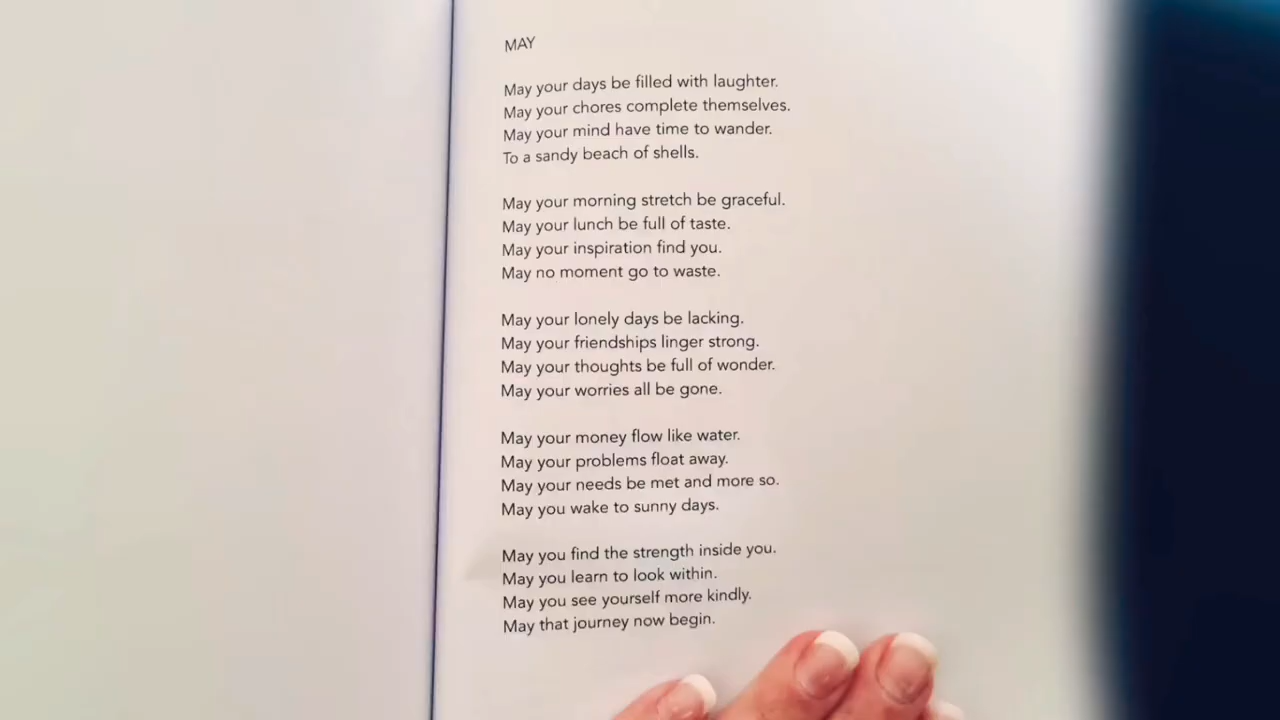 MAY
May your days be filled with laughter.
May your chores complete themselves.
May your mind have time to wander.
To a sandy beach of shells.
May your morning stretch be graceful.
May your lunch be full of taste.
May your inspiration find you.
May no moment go to waste.
May your lonely days be lacking.
May your friendships linger strong.
May your thoughts be full of wonder.
May your worries all be gone.
May your money flow like water.
May your problems float away.
May your needs be met and more so.
May you wake to sunny days.
May you find the strength inside you.
May you learn to look within.
May you see yourself more kindly.
May that journey now begin.